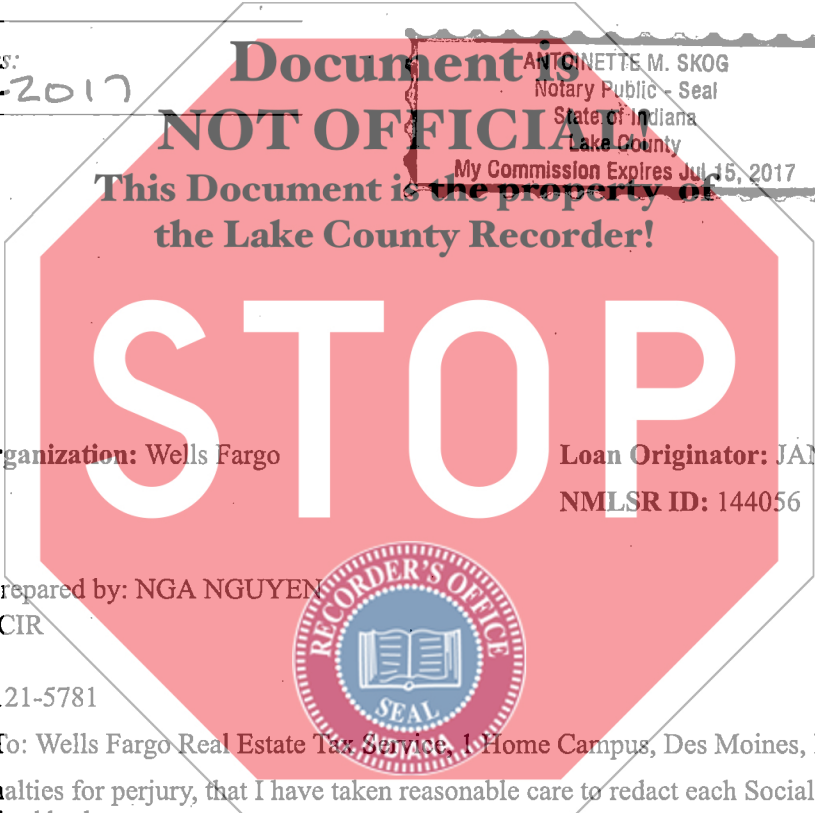 s:
-2017
ANTOINETTE M. SKOG
Notary Public - Seal
State of Indiana
Lake County
My Commission Expires Jul 15, 2017
Document is
NOT OFFICIAL!
This Document is the property of
the Lake County Recorder!
STOP
rganization: Wells Fargo
Loan Originator: JAN
NMLSR ID: 144056
repared by: NGA NGUYEN
CIR
21-5781
RECORDER'S OFFICE
SEAL
INDIANA
To: Wells Fargo Real Estate Tax Service, 1 Home Campus, Des Moines,
alties for perjury, that I have taken reasonable care to redact each Social